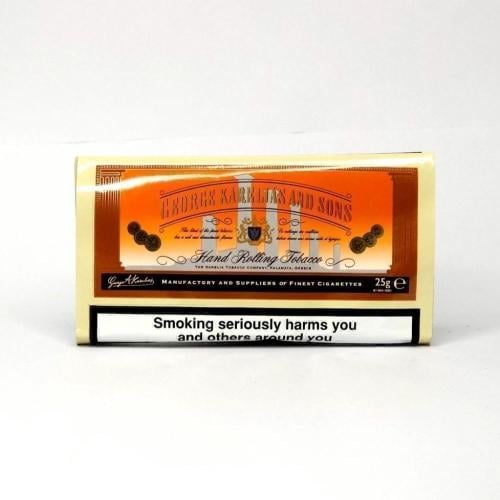 GEORGE KARELIAS AND SONS
Hand Rolling Tobacco
THE KARELIA TOBACCO COMPANY, KALAMATA, GREECE
MANUFACTORY AND SUPPLIERS OF FINEST CIGARETTES
25g e
Smoking seriously harms you
and others around you